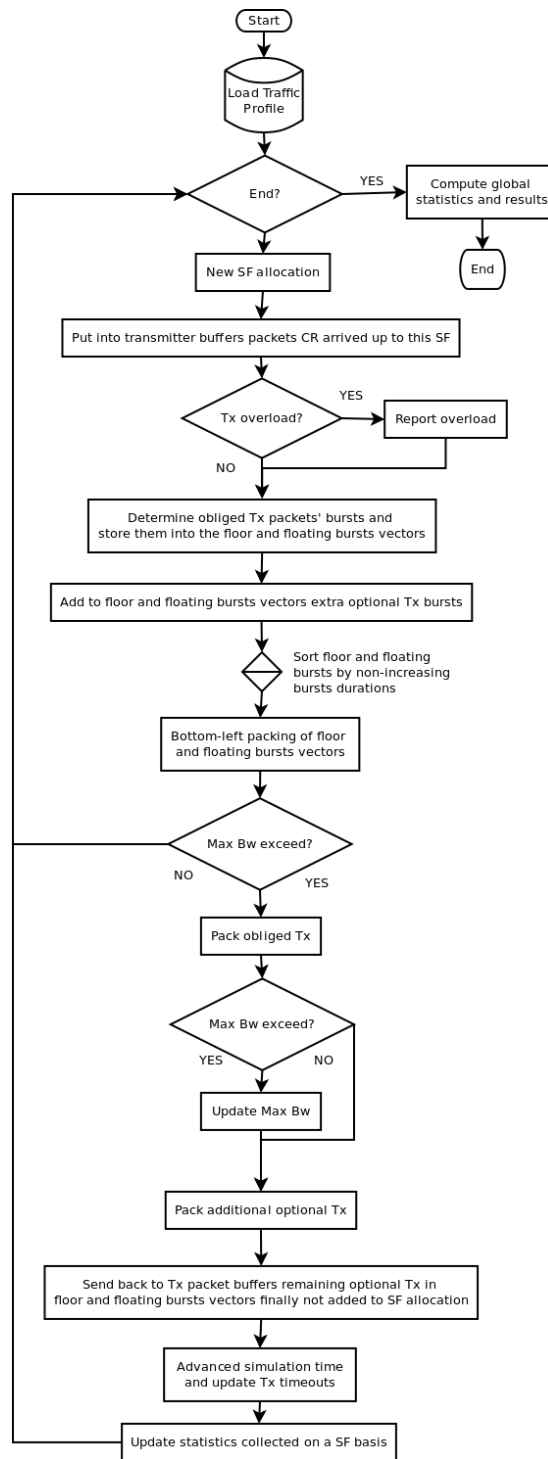 Start
Load Traffic
Profile
End?
YES
Compute global
statistics and results
End
New SF allocation
Put into transmitter buffers packets CR arrived up to this SF
Tx overload?
YES
Report overload
NO
Determine obliged Tx packets' bursts and
store them into the floor and floating bursts vectors
Add to floor and floating bursts vectors extra optional Tx bursts
Sort floor and floating
bursts by non-increasing
bursts durations
Bottom-left packing of floor
and floating bursts vectors
Max Bw exceed?
NO
YES
Pack obliged Tx
Max Bw exceed?
YES
NO
Update Max Bw
Pack additional optional Tx
Send back to Tx packet buffers remaining optional Tx in
floor and floating bursts vectors finally not added to SF allocation
Advanced simulation time
and update Tx timeouts
Update statistics collected on a SF basis